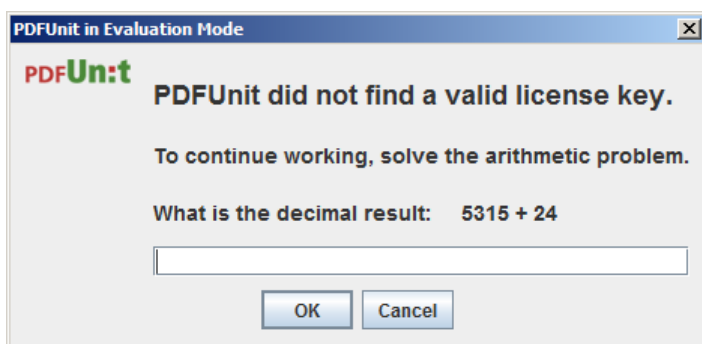 PDFUnit in Evaluation Mode
PDFUn:t
PDFUnit did not find a valid license key.
To continue working, solve the arithmetic problem.
What is the decimal result: 5315 + 24
OK Cancel